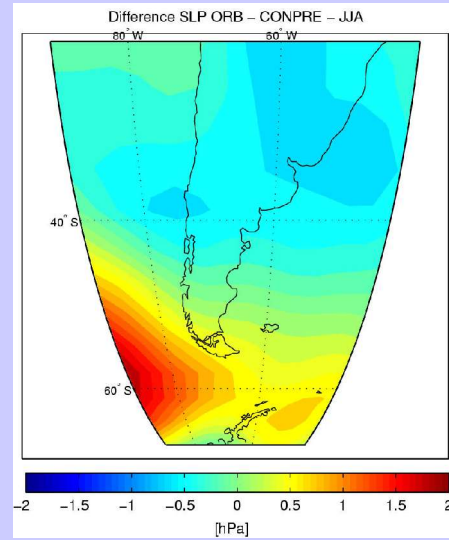 Difference SLP ORB – CONPRE – JJA
80° W 60° W
40° S
60° S
−2 −1.5 −1 −0.5 0 0.5 1 1.5 2
[hPa]